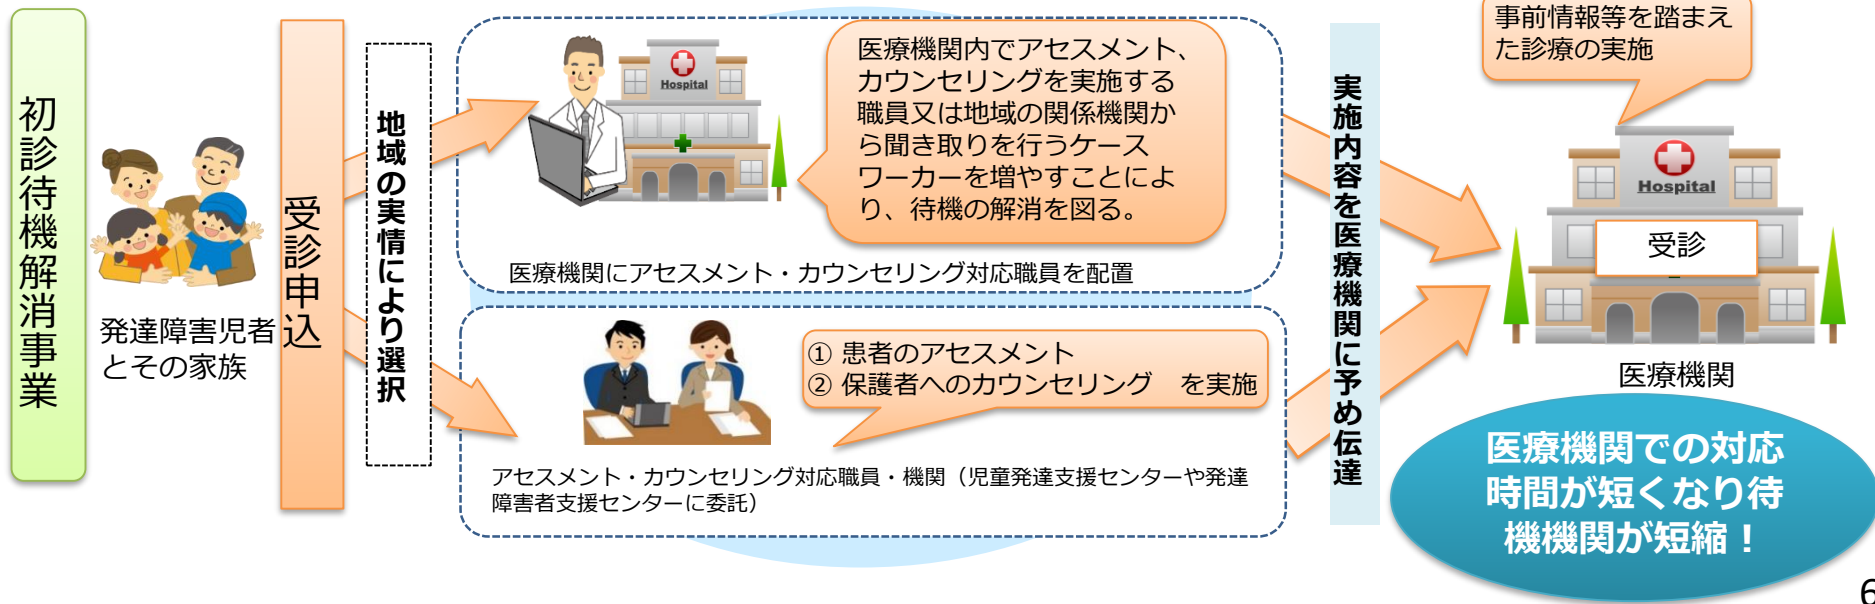 初診待機解消事業
発達障害児者
とその家族
受診申込
地域の実情により選択
Hospital
医療機関内でアセスメント、
カウンセリングを実施する
職員又は地域の関係機関か
ら聞き取りを行うケース
ワーカーを増やすことによ
り、待機の解消を図る。
医療機関にアセスメント・カウンセリング対応職員を配置
① 患者のアセスメント
② 保護者へのカウンセリング　を実施
アセスメント・カウンセリング対応職員・機関（児童発達支援センターや発達
障害者支援センターに委託）
実施内容を医療機関に予め伝達
事前情報等を踏まえ
た診療の実施
Hospital
受診
医療機関
医療機関での対応
時間が短くなり待
機機関が短縮！
6